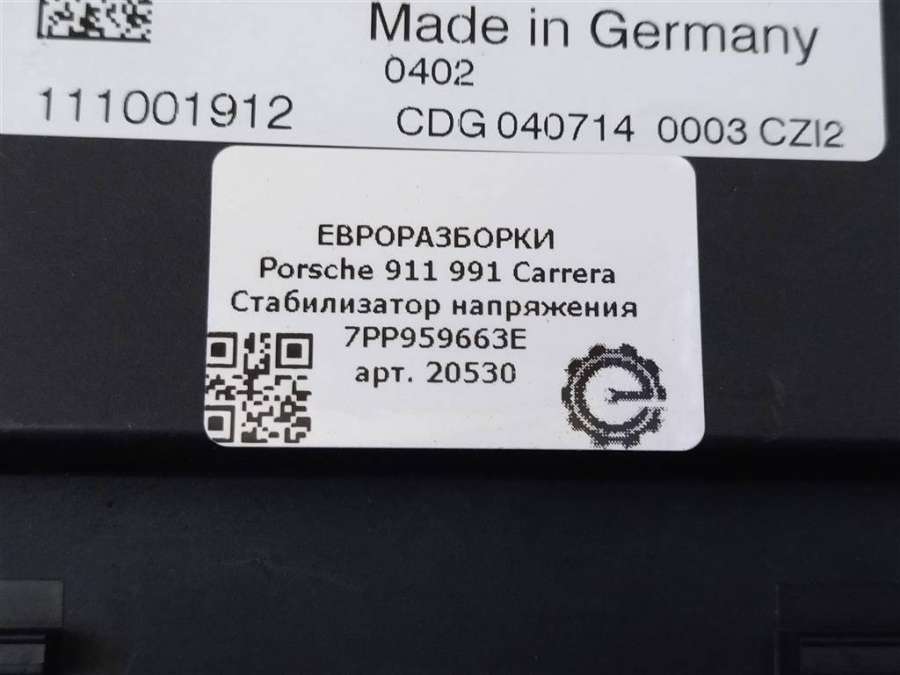 Made in Germany
0402
111001912
CDG 040714 0003 CZI2
ЕВРОРАЗБОРКИ
Porsche 911 991 Carrera
Стабилизатор напряжения
7PP959663E
арт. 20530